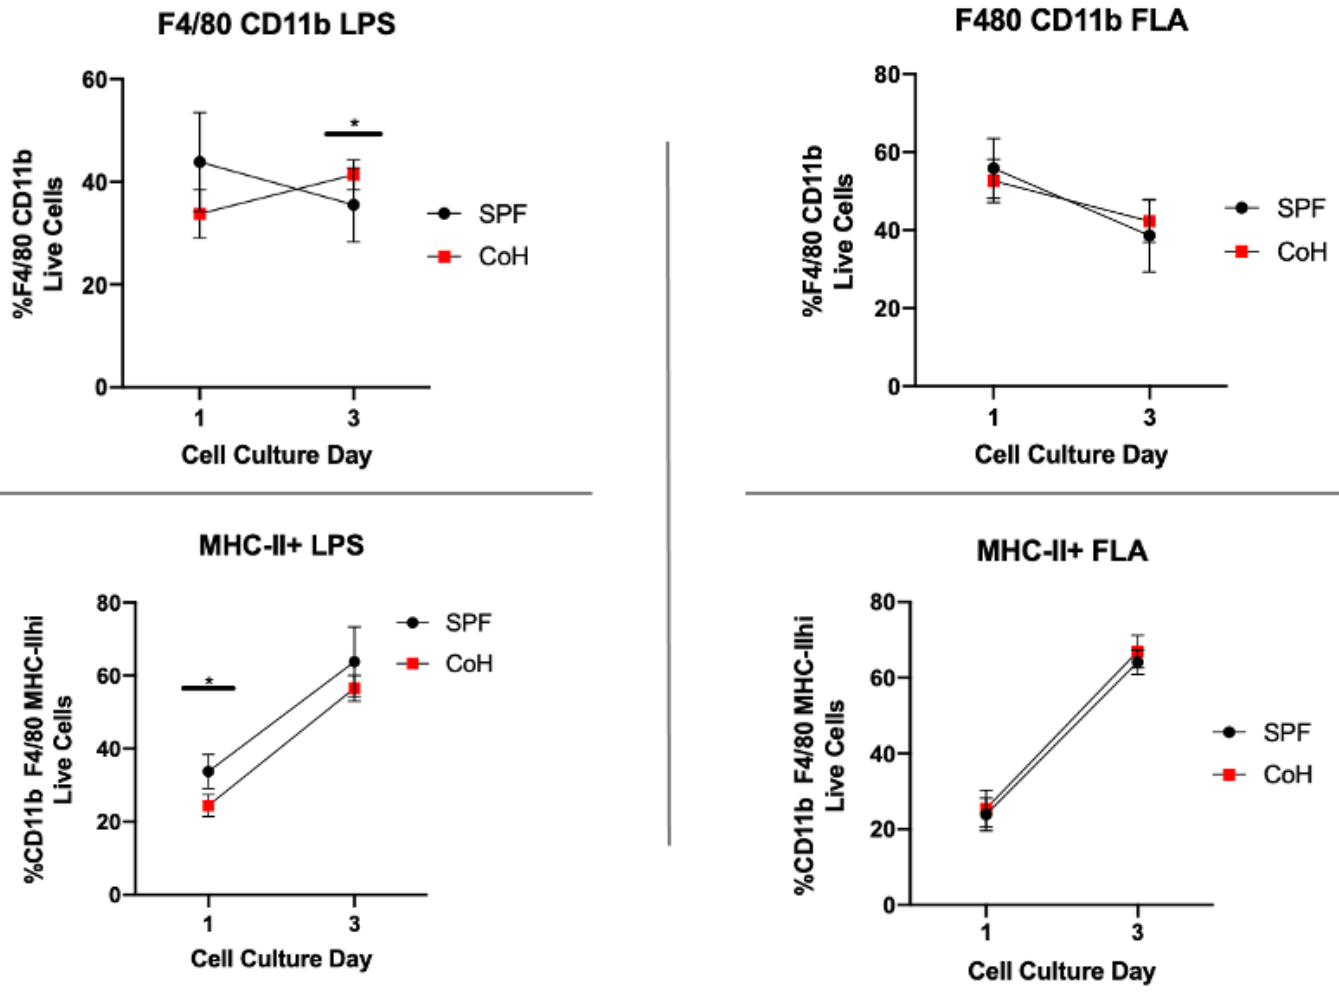 F4/80 CD11b LPS
60
40
20
0
*
%F4/80 CD11b
Live Cells
SPF
CoH
1
3
Cell Culture Day
F480 CD11b FLA
80
60
40
20
0
%F4/80 CD11b
Live Cells
SPF
CoH
1
3
Cell Culture Day
MHC-II+ LPS
80
60
40
20
0
*
%CD11b F4/80 MHC-IIhi
Live Cells
SPF
CoH
1
3
Cell Culture Day
MHC-II+ FLA
80
60
40
20
0
%CD11b F4/80 MHC-IIhi
Live Cells
SPF
CoH
1
3
Cell Culture Day